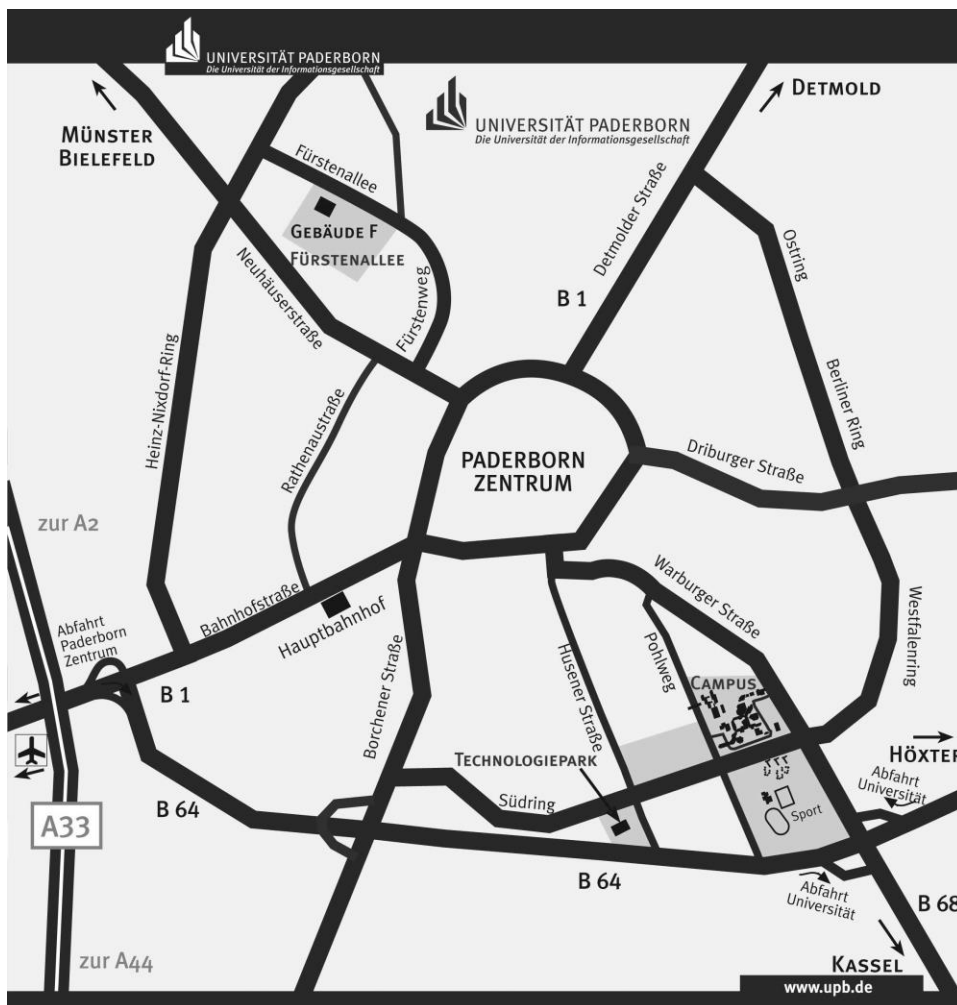 UNIVERSITÄT PADERBORN
Die Universität der Informationsgesellschaft
DETMOLD
UNIVERSITÄT PADERBORN
Die Universität der Informationsgesellschaft
MÜNSTER
BIELEFELD
Fürstenallee
Detmolder Straße
Ostring
GEBÄUDE F
FÜRSTENALLEE
Neuhäuserstraße
Fürstenweg
B 1
Heinz-Nixdorf-Ring
Rathenaustraße
Berliner Ring
PADERBORN
ZENTRUM
Driburger Straße
zur A2
Warburger Straße
Abfahrt
Paderborn
Zentrum
Bahnhofstraße
Hauptbahnhof
Westfalenring
Husener Straße
Pohlweg
CAMPUS
B 1
Borchener Straße
TECHNOLOGIEPARK
HÖXTER
Abfahrt
Universität
B 64
Südring
Sport
A33
B 64
Abfahrt
Universität
B 68
zur A44
KASSEL
www.upb.de